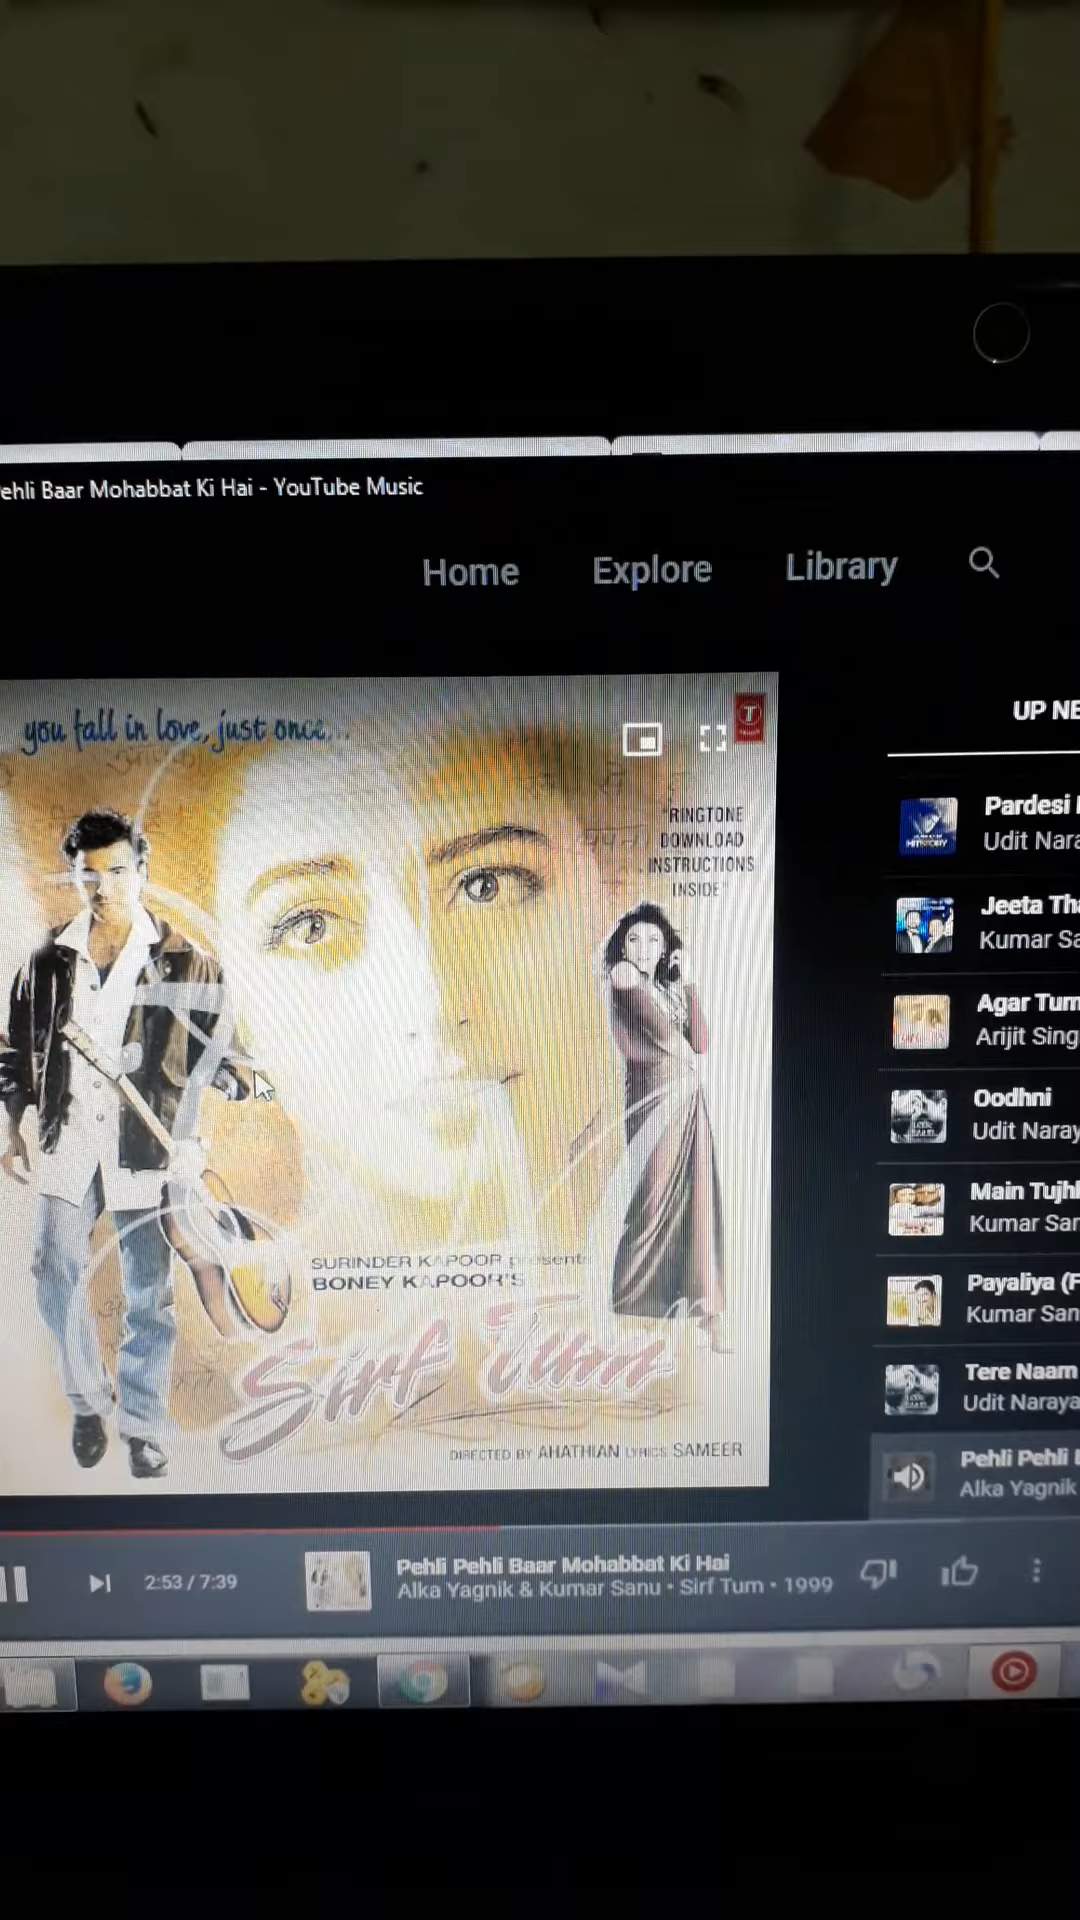 ehli Baar Mohabbat Ki Hai - YouTube Music
Home Explore Library
you fall in love, just once...
T
"RINGTONE
DOWNLOAD
INSTRUCTIONS
INSIDE"
SURINDER KAPOOR presents
BONEY KAPOOR'S
Sirf Tum
DIRECTED BY AHATHIAN LYRICS SAMEER
UP NE
Pardesi
Udit Nara
Jeeta Tha
Kumar Sa
Agar Tum
Arijit Sing
Oodhni
Udit Naray
Main Tujh
Kumar San
Payaliya (F
Kumar San
Tere Naam
Udit Naraya
Pehli Pehli
Alka Yagnik
2:53 / 7:39
Pehli Pehli Baar Mohabbat Ki Hai
Alka Yagnik & Kumar Sanu • Sirf Tum • 1999